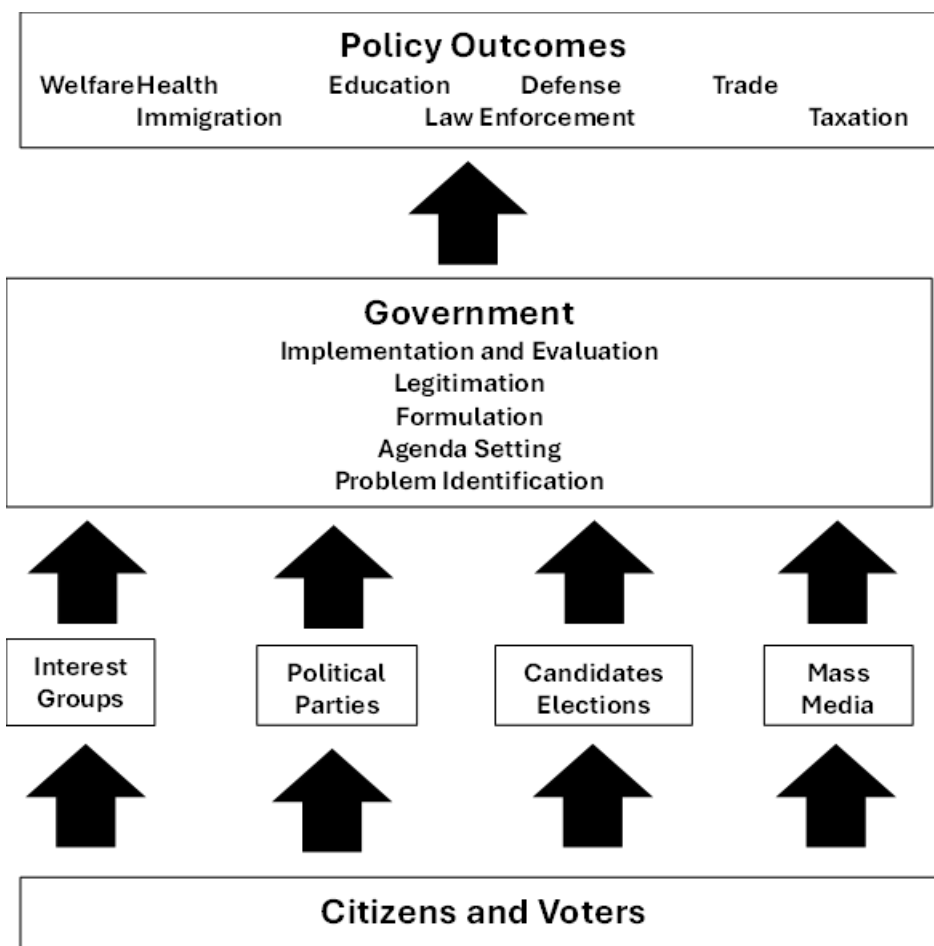 Policy Outcomes
WelfareHealth Education Defense Trade
Immigration Law Enforcement Taxation
Government
Implementation and Evaluation
Legitimation
Formulation
Agenda Setting
Problem Identification
Interest
Groups
Political
Parties
Candidates
Elections
Mass
Media
Citizens and Voters